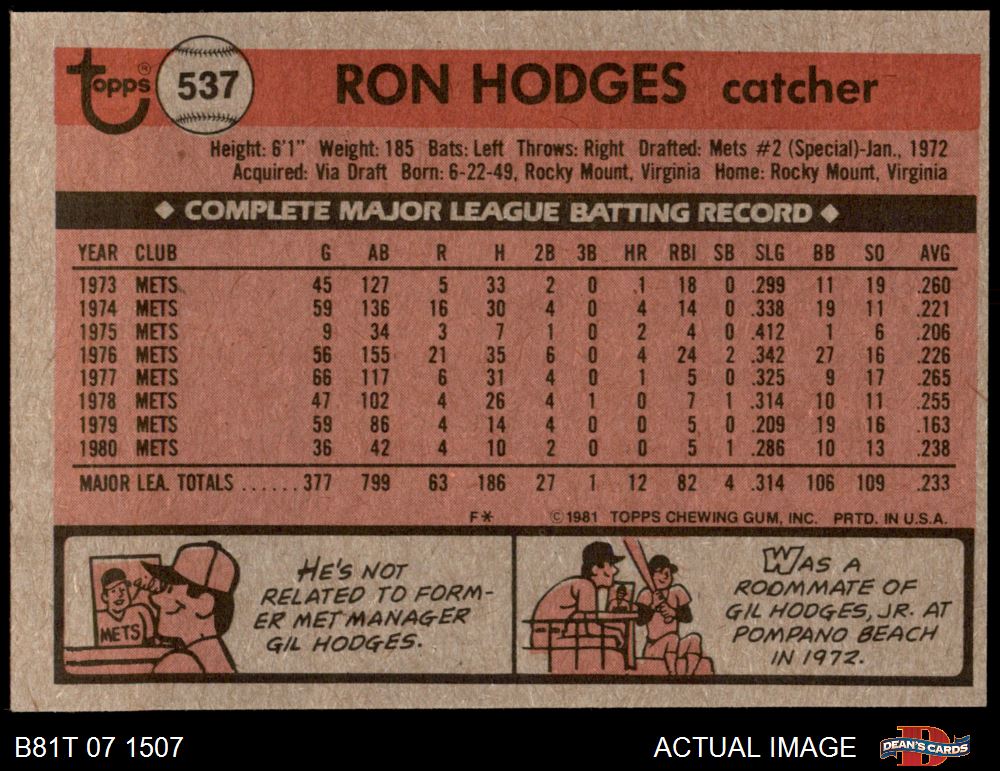 Topps® 537 RON HODGES catcher
Height: 6'1" Weight: 185 Bats: Left Throws: Right Drafted: Mets #2 (Special)-Jan., 1972
Acquired: Via Draft Born: 6-22-49, Rocky Mount, Virginia Home: Rocky Mount, Virginia
◆ COMPLETE MAJOR LEAGUE BATTING RECORD ◆
YEAR CLUB G AB R H 2B 3B HR RBI SB SLG BB SO AVG
1973 METS 45 127 5 33 2 0 1 18 0 .299 11 19 .260
1974 METS 59 136 16 30 4 0 4 14 0 .338 19 11 .221
1975 METS 9 34 3 7 1 0 2 4 0 .412 1 6 .206
1976 METS 56 155 21 35 6 0 4 24 2 .342 27 16 .226
1977 METS 66 117 6 31 4 0 1 5 0 .325 9 17 .265
1978 METS 47 102 4 26 4 1 0 7 1 .314 10 11 .255
1979 METS 59 86 4 14 4 0 0 5 0 .209 19 16 .163
1980 METS 36 42 4 10 2 0 0 5 1 .286 10 13 .238
MAJOR LEA. TOTALS ......377 799 63 186 27 1 12 82 4 .314 106 109 .233
F* ©1981 TOPPS CHEWING GUM, INC. PRTD. IN U.S.A.
Gil
METS
HE'S NOT
RELATED TO FORM-
ER MET MANAGER
GIL HODGES.
WAS A
ROOMMATE OF
GIL HODGES, JR. AT
POMPANO BEACH
IN 1972.
B81T 07 1507 ACTUAL IMAGE DEAN'S CARDS